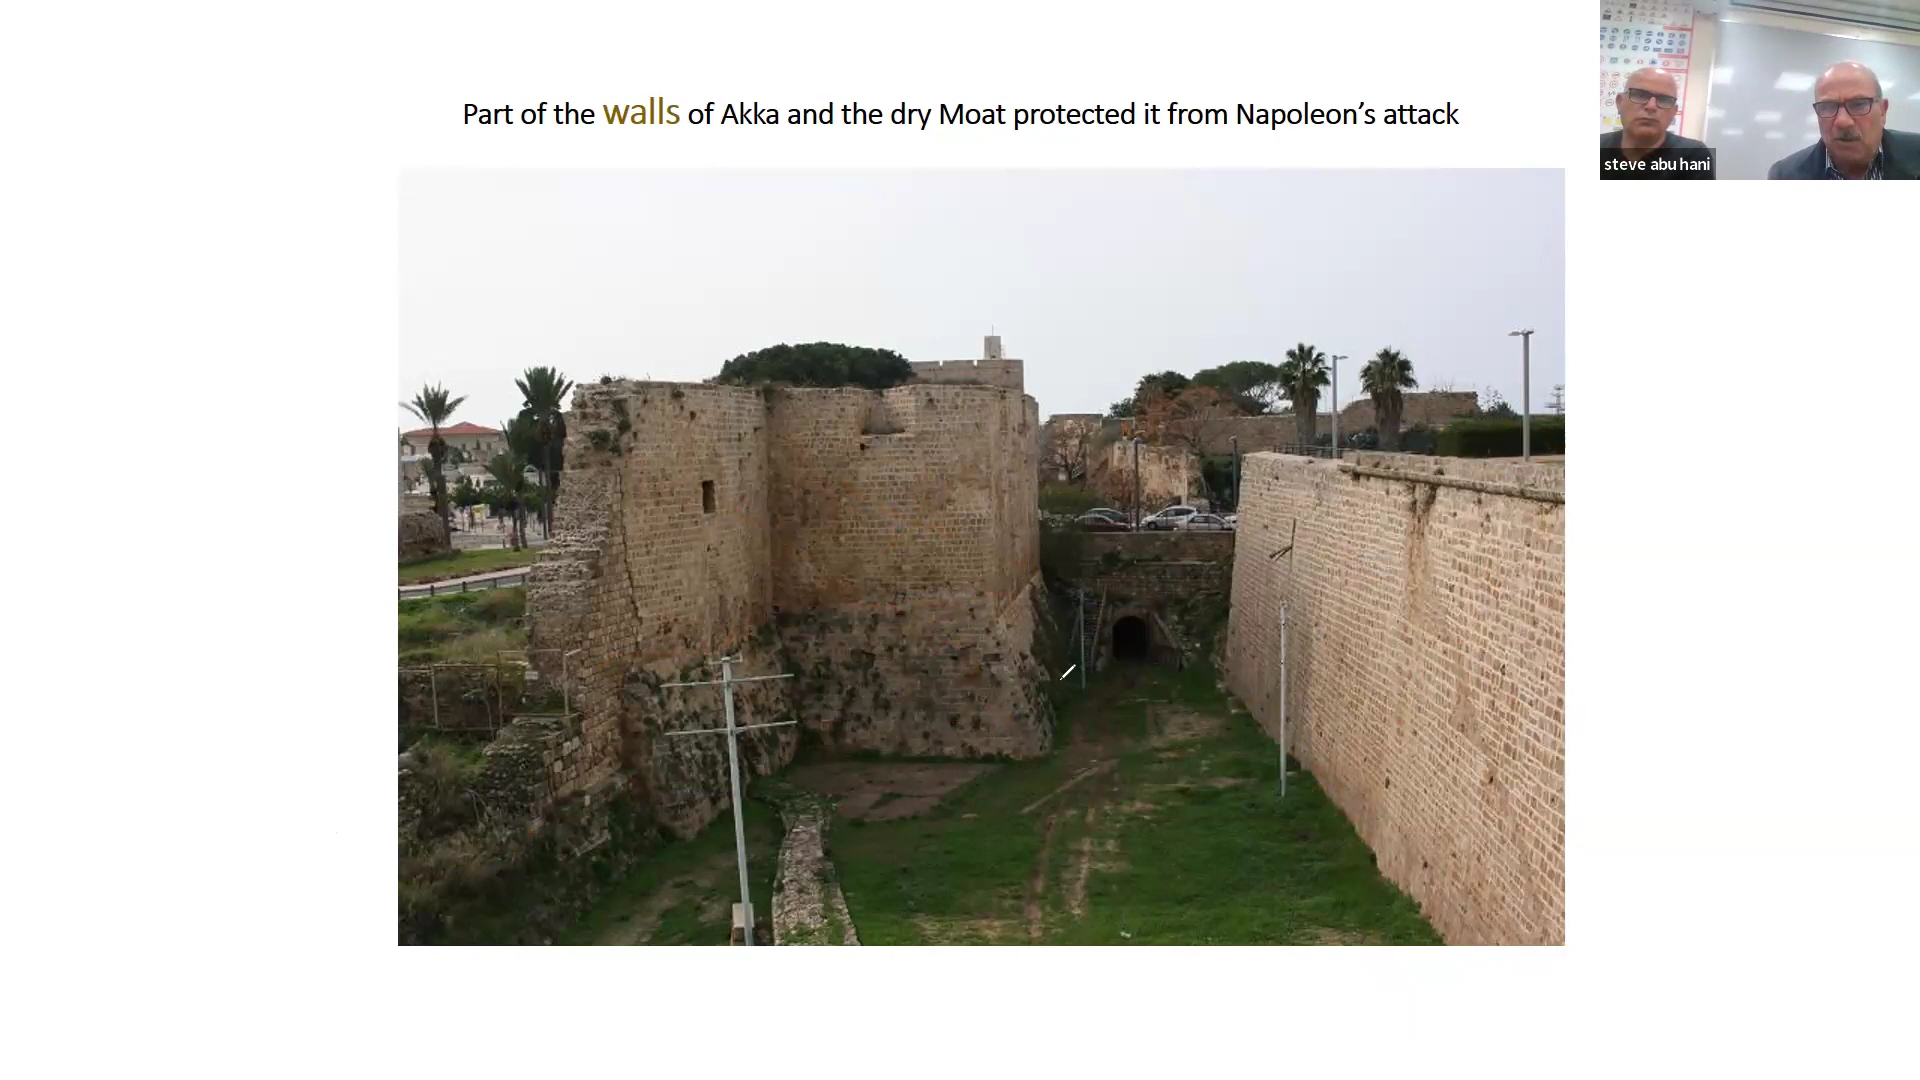 Part of the walls of Akka and the dry Moat protected it from Napoleon’s attack
steve abu hani